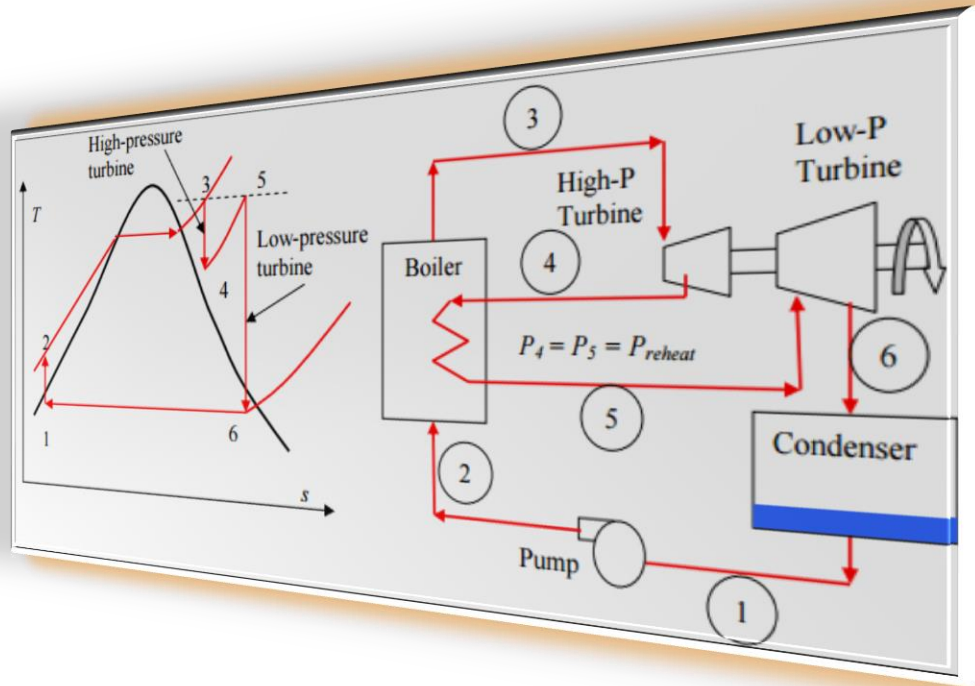 High-pressure
turbine
T
3
5
Low-pressure
turbine
4
2
1
6
s
3
High-P
Turbine
Low-P
Turbine
Boiler
4
P₄ = P₅ = Preheat
5
6
Condenser
2
Pump
1